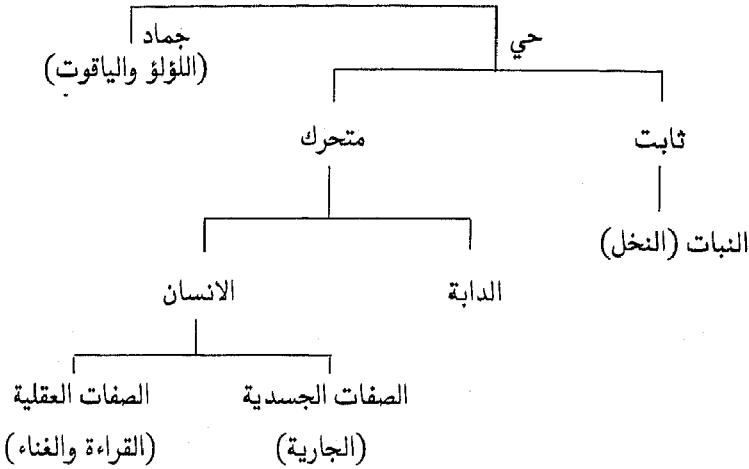 حي
جماد
(اللؤلؤ والياقوت)
ثابت
متحرك
النبات (النخل)
الدابة
الانسان
الصفات الجسدية
(الجارية)
الصفات العقلية
(القراءة والغناء)